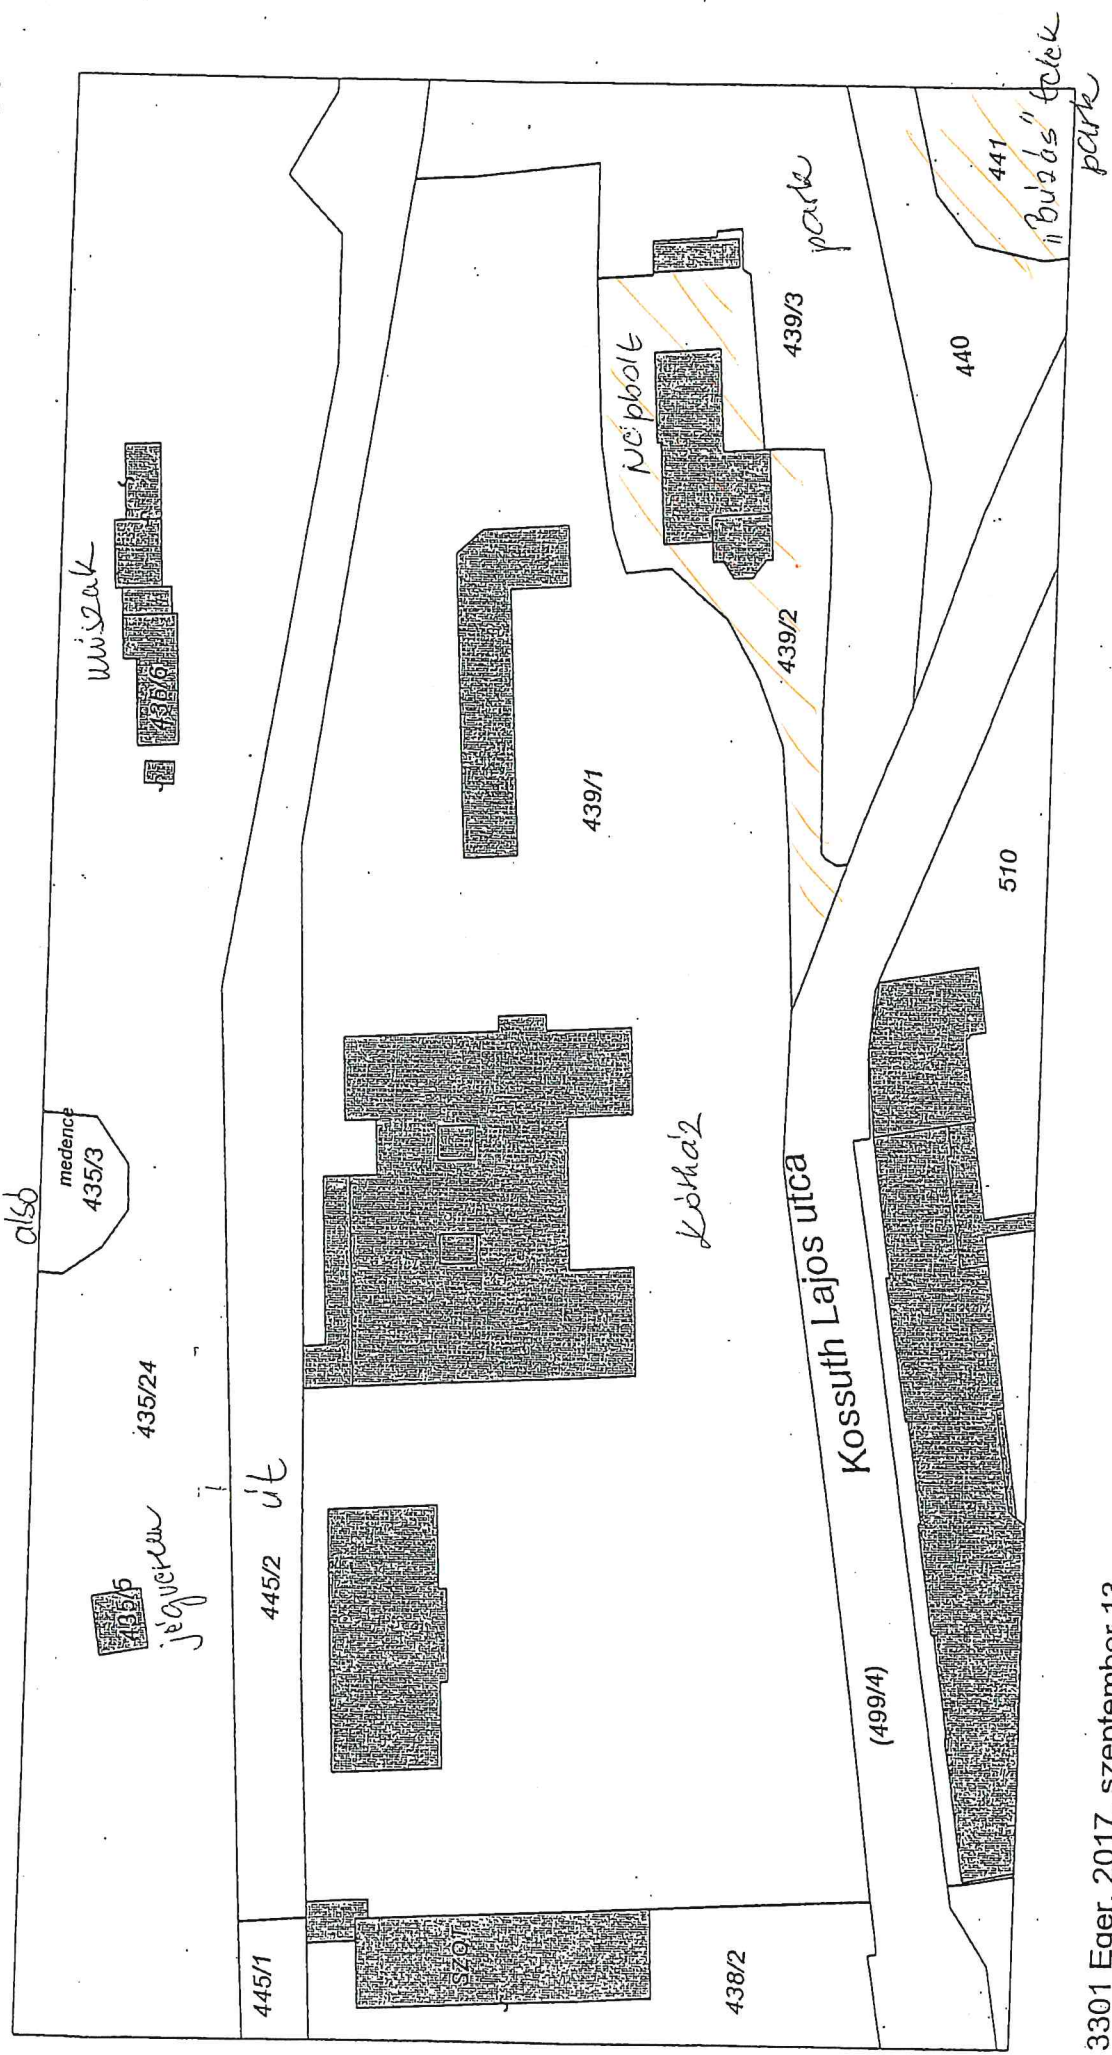 alsó
medence
435/3
műszak
435/6
435/24
435/5
445/1
445/2 út
439/1
Kórház
SZOT
438/2
Népbolt
439/2
439/3
park
440
441
"Búzás" telek
park
Kossuth Lajos utca
(499/4)
510
3301 Eger, 2017. szeptember 13